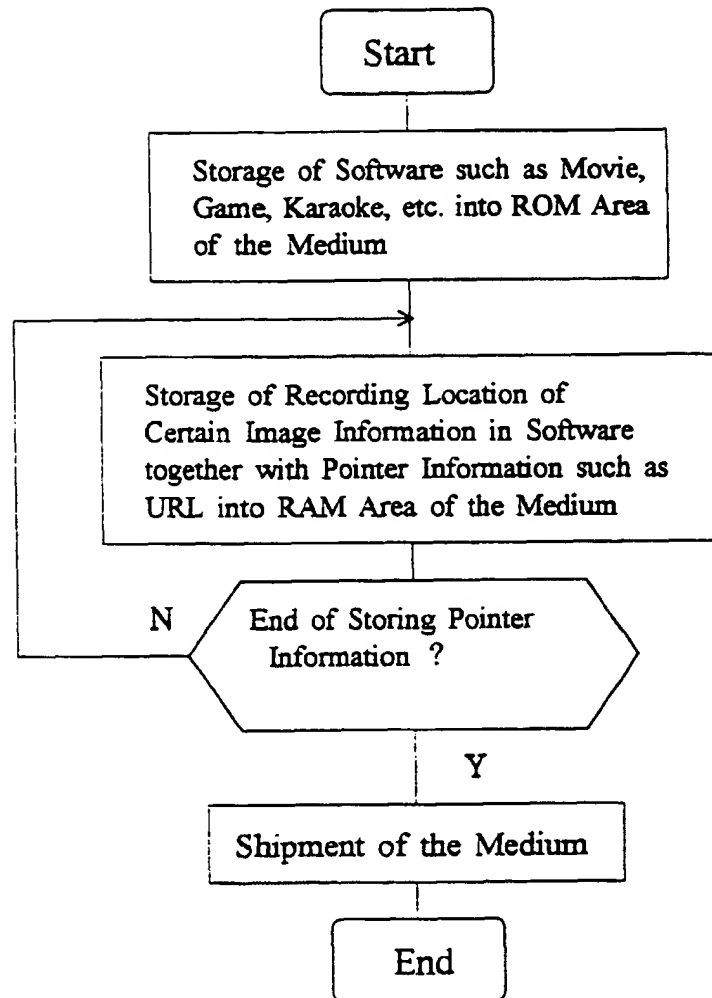 Start
Storage of Software such as Movie,
Game, Karaoke, etc. into ROM Area
of the Medium
Storage of Recording Location of
Certain Image Information in Software
together with Pointer Information such as
URL into RAM Area of the Medium
N
End of Storing Pointer
Information ?
Y
Shipment of the Medium
End